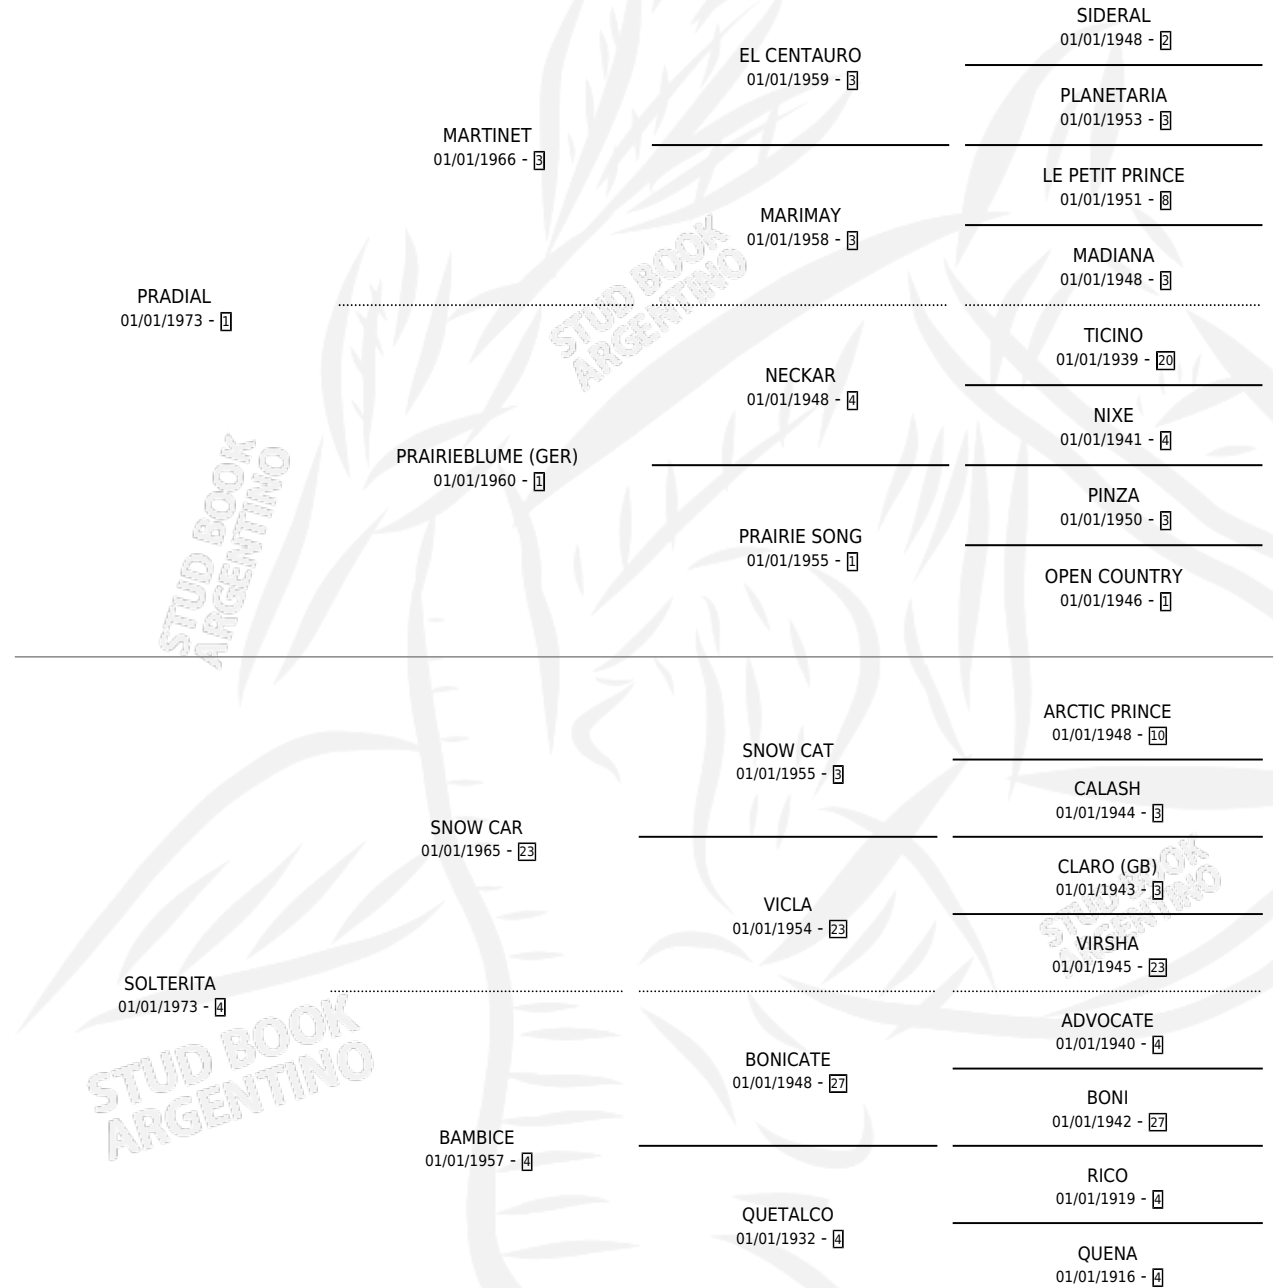 SIDERAL
01/01/1948 - 2
EL CENTAURO
01/01/1959 - 3
PLANETARIA
01/01/1953 - 3
MARTINET
01/01/1966 - 3
LE PETIT PRINCE
01/01/1951 - 8
MARIMAY
01/01/1958 - 3
MADIANA
01/01/1948 - 3
PRADIAL
01/01/1973 - 1
TICINO
01/01/1939 - 20
NECKAR
01/01/1948 - 4
NIXE
01/01/1941 - 4
PRAIRIEBLUME (GER)
01/01/1960 - 1
PINZA
01/01/1950 - 3
PRAIRIE SONG
01/01/1955 - 1
OPEN COUNTRY
01/01/1946 - 1
ARCTIC PRINCE
01/01/1948 - 10
SNOW CAT
01/01/1955 - 3
CALASH
01/01/1944 - 3
SNOW CAR
01/01/1965 - 23
CLARO (GB)
01/01/1943 - 3
VICLA
01/01/1954 - 23
VIRSHA
01/01/1945 - 23
SOLTERITA
01/01/1973 - 4
ADVOCATE
01/01/1940 - 4
BONICATE
01/01/1948 - 27
BONI
01/01/1942 - 27
BAMBICE
01/01/1957 - 4
RICO
01/01/1919 - 4
QUETALCO
01/01/1932 - 4
QUENA
01/01/1916 - 4
STUD BOOK
ARGENTINO
STUD BOOK
ARGENTINO
STUD BOOK
ARGENTINO
STUD BOOK
ARGENTINO